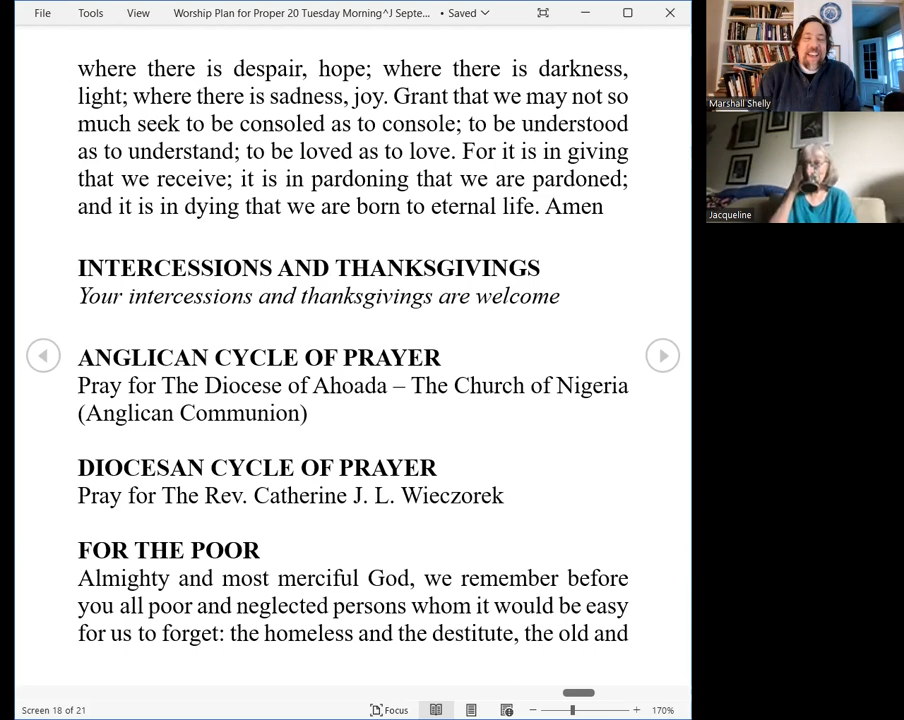 File Tools View Worship Plan for Proper 20 Tuesday Morning^J Septe... • Saved
where there is despair, hope; where there is darkness,
light; where there is sadness, joy. Grant that we may not so
much seek to be consoled as to console; to be understood
as to understand; to be loved as to love. For it is in giving
that we receive; it is in pardoning that we are pardoned;
and it is in dying that we are born to eternal life. Amen
INTERCESSIONS AND THANKSGIVINGS
Your intercessions and thanksgivings are welcome
ANGLICAN CYCLE OF PRAYER
Pray for The Diocese of Ahoada – The Church of Nigeria
(Anglican Communion)
DIOCESAN CYCLE OF PRAYER
Pray for The Rev. Catherine J. L. Wieczorek
FOR THE POOR
Almighty and most merciful God, we remember before
you all poor and neglected persons whom it would be easy
for us to forget: the homeless and the destitute, the old and
Screen 18 of 21 Focus 170%
Marshall Shelly
Jacqueline